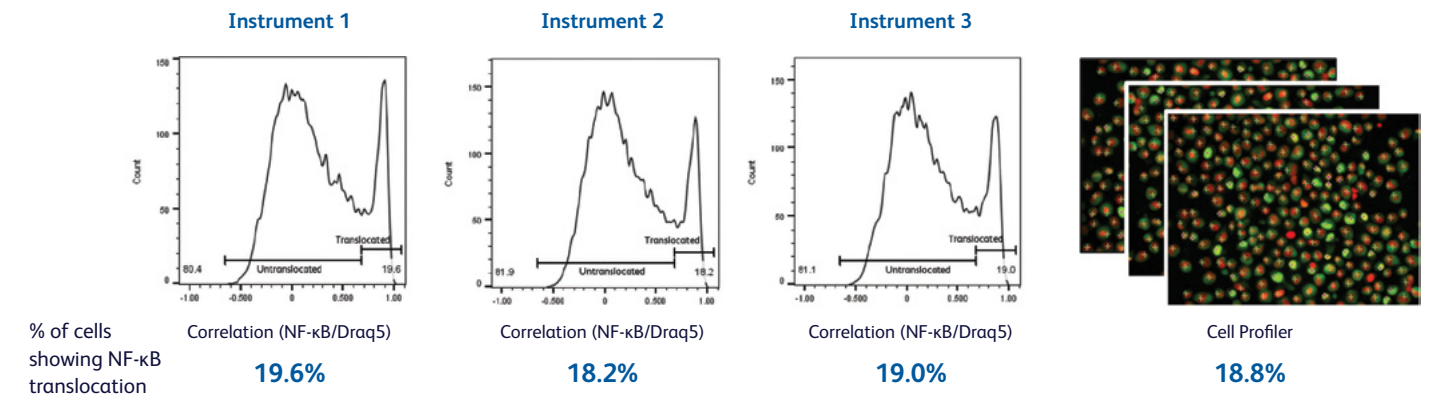 Instrument 1
Instrument 2
Instrument 3
150
100
50
0
Count
Translocated
80.4
Untranslocated
19.6
-1.00
-0.500
0
0.500
1.00
150
100
50
0
Count
Translocated
81.9
Untranslocated
18.2
-1.00
-0.500
0
0.500
1.00
150
100
50
0
Count
Translocated
81.1
Untranslocated
19.0
-1.00
-0.500
0
0.500
1.00
% of cells
showing NF-κB
translocation
Correlation (NF-κB/Draq5)
19.6%
Correlation (NF-κB/Draq5)
18.2%
Correlation (NF-κB/Draq5)
19.0%
Cell Profiler
18.8%